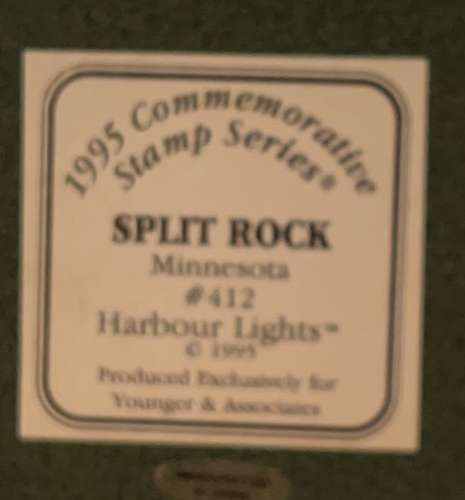 1995 Commemorative
Stamp Series®
SPLIT ROCK
Minnesota
#412
Harbour Lights™
© 1995
Produced Exclusively for
Younger & Associates